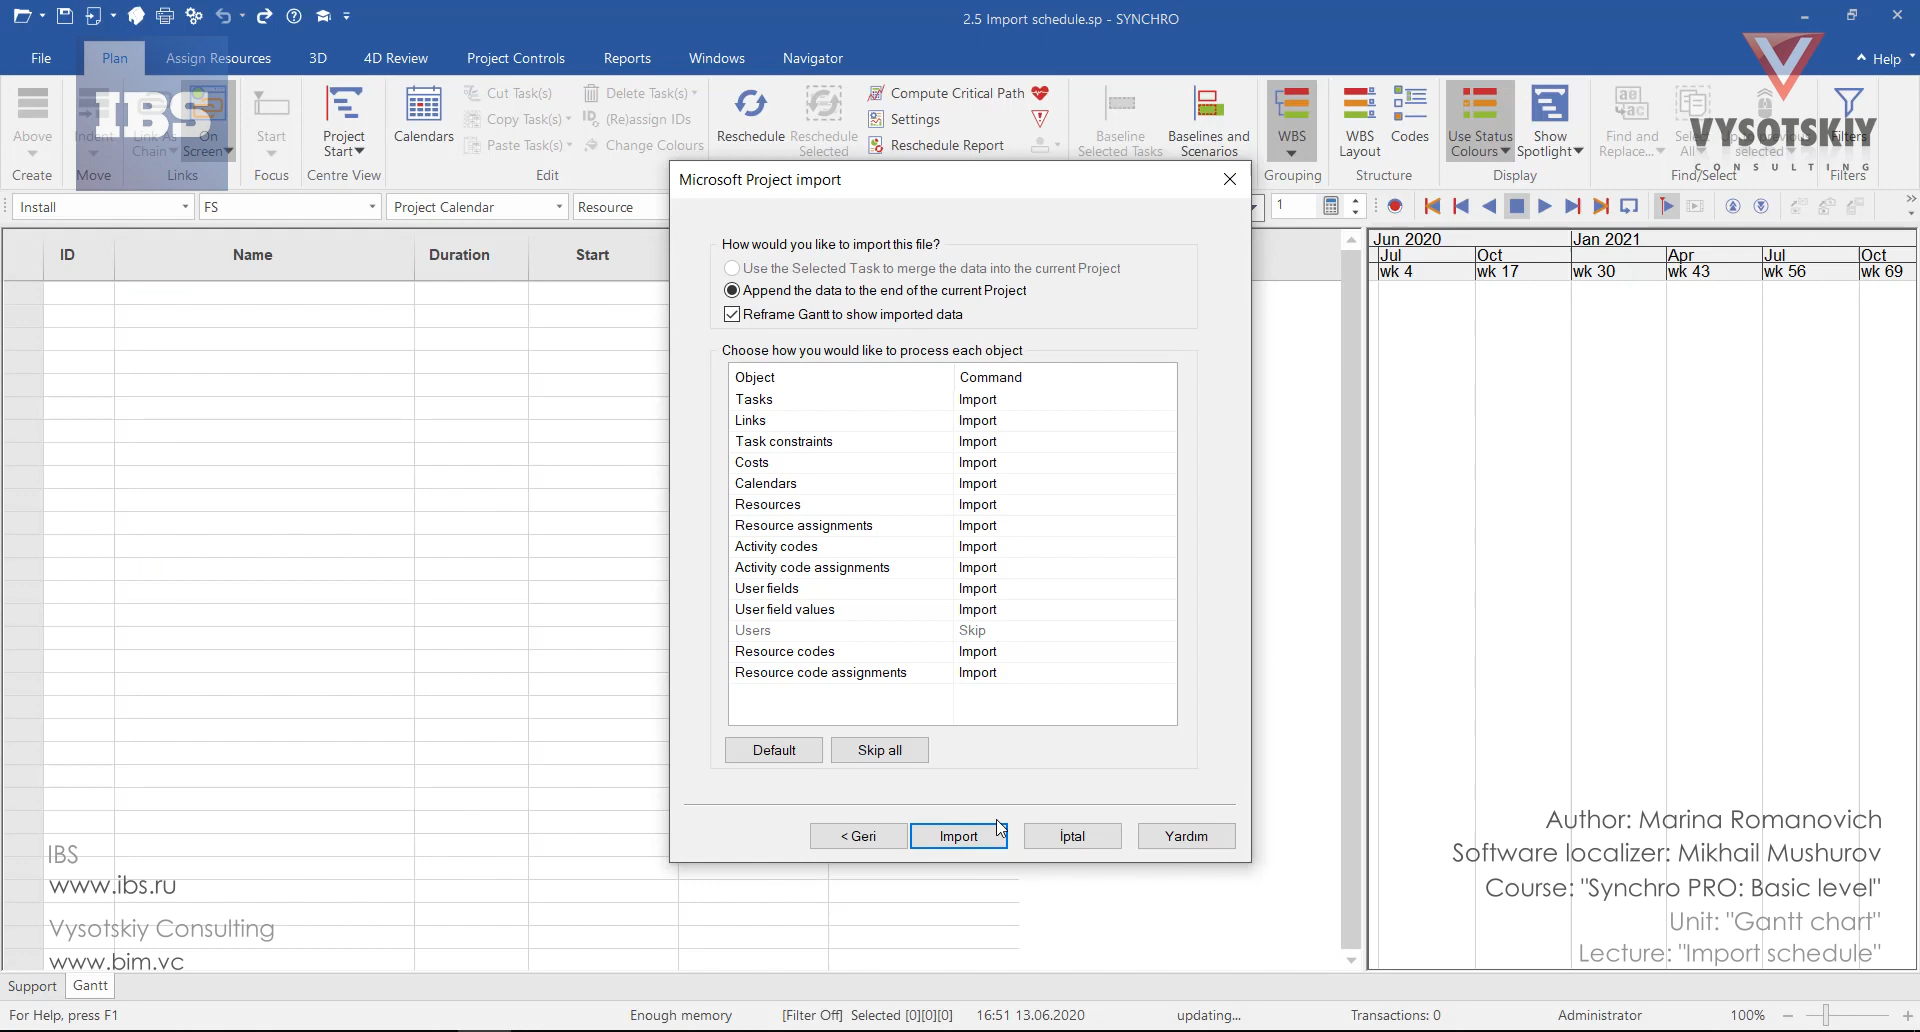 2.5 Import schedule.sp - SYNCHRO
File
Plan
Assign Resources
3D
4D Review
Project Controls
Reports
Windows
Navigator
Help
IBS
VYSOTSKIY
CONSULTING
Above
Create
Indent
Move
Link As
Chain
On
Screen
Links
Start
Focus
Project
Start
Centre View
Calendars
Cut Task(s)
Copy Task(s)
Paste Task(s)
Delete Task(s)
(Re)assign IDs
Change Colours
Edit
Reschedule
Reschedule
Selected
Compute Critical Path
Settings
Reschedule Report
Baseline
Selected Tasks
Baselines and
Scenarios
WBS
Grouping
WBS
Layout
Codes
Structure
Use Status
Colours
Show
Spotlight
Display
Find and
Replace...
Select
All
selected
Find/Select
Filters
Filters
Install
FS
Project Calendar
Resource
1
ID
Name
Duration
Start
Jun 2020
Jan 2021
Jul
Oct
Apr
Jul
Oct
wk 4
wk 17
wk 30
wk 43
wk 56
wk 69
Microsoft Project import
How would you like to import this file?
Use the Selected Task to merge the data into the current Project
Append the data to the end of the current Project
Reframe Gantt to show imported data
Choose how you would like to process each object
Object Command
Tasks Import
Links Import
Task constraints Import
Costs Import
Calendars Import
Resources Import
Resource assignments Import
Activity codes Import
Activity code assignments Import
User fields Import
User field values Import
Users Skip
Resource codes Import
Resource code assignments Import
Default
Skip all
< Geri
Import
İptal
Yardım
IBS
www.ibs.ru
Vysotskiy Consulting
www.bim.vc
Author: Marina Romanovich
Software localizer: Mikhail Mushurov
Course: "Synchro PRO: Basic level"
Unit: "Gantt chart"
Lecture: "Import schedule"
Support
Gantt
For Help, press F1
Enough memory
[Filter Off]
Selected [0][0][0]
16:51 13.06.2020
updating...
Transactions: 0
Administrator
100%